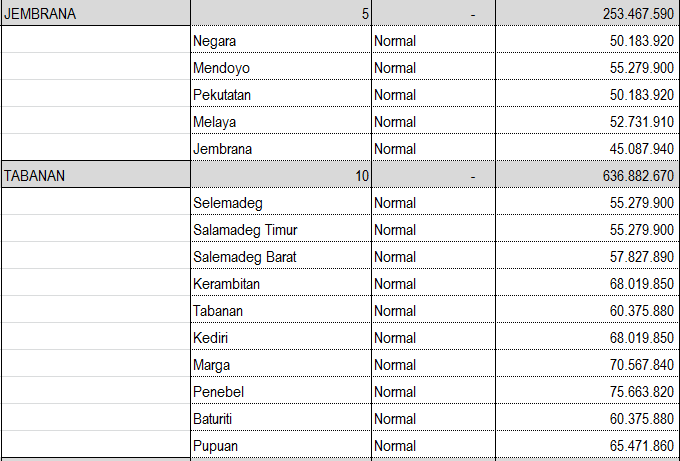 JEMBRANA 5 - 253.467.590
Negara Normal 50.183.920
Mendoyo Normal 55.279.900
Pekutatan Normal 50.183.920
Melaya Normal 52.731.910
Jembrana Normal 45.087.940
TABANAN 10 - 636.882.670
Selemadeg Normal 55.279.900
Salamadeg Timur Normal 55.279.900
Salemadeg Barat Normal 57.827.890
Kerambitan Normal 68.019.850
Tabanan Normal 60.375.880
Kediri Normal 68.019.850
Marga Normal 70.567.840
Penebel Normal 75.663.820
Baturiti Normal 60.375.880
Pupuan Normal 65.471.860